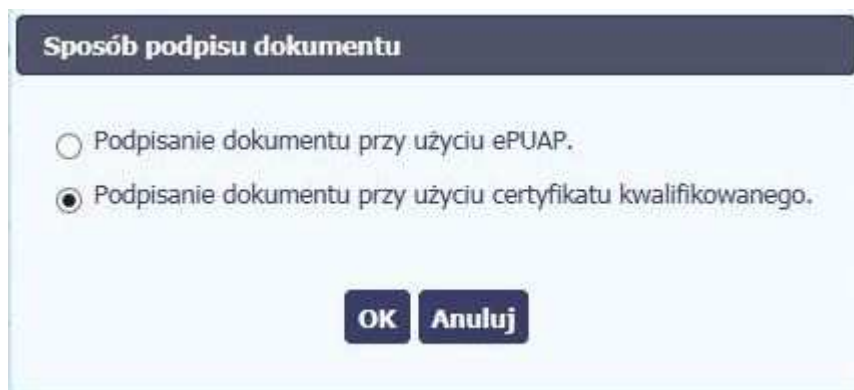 Sposób podpisu dokumentu
Podpisanie dokumentu przy użyciu ePUAP.
Podpisanie dokumentu przy użyciu certyfikatu kwalifikowanego.
OK Anuluj